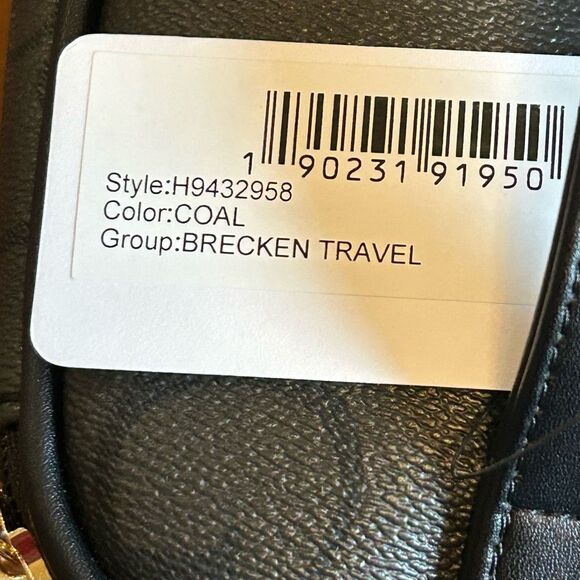 1 90231 91950
Style:H9432958
Color:COAL
Group:BRECKEN TRAVEL